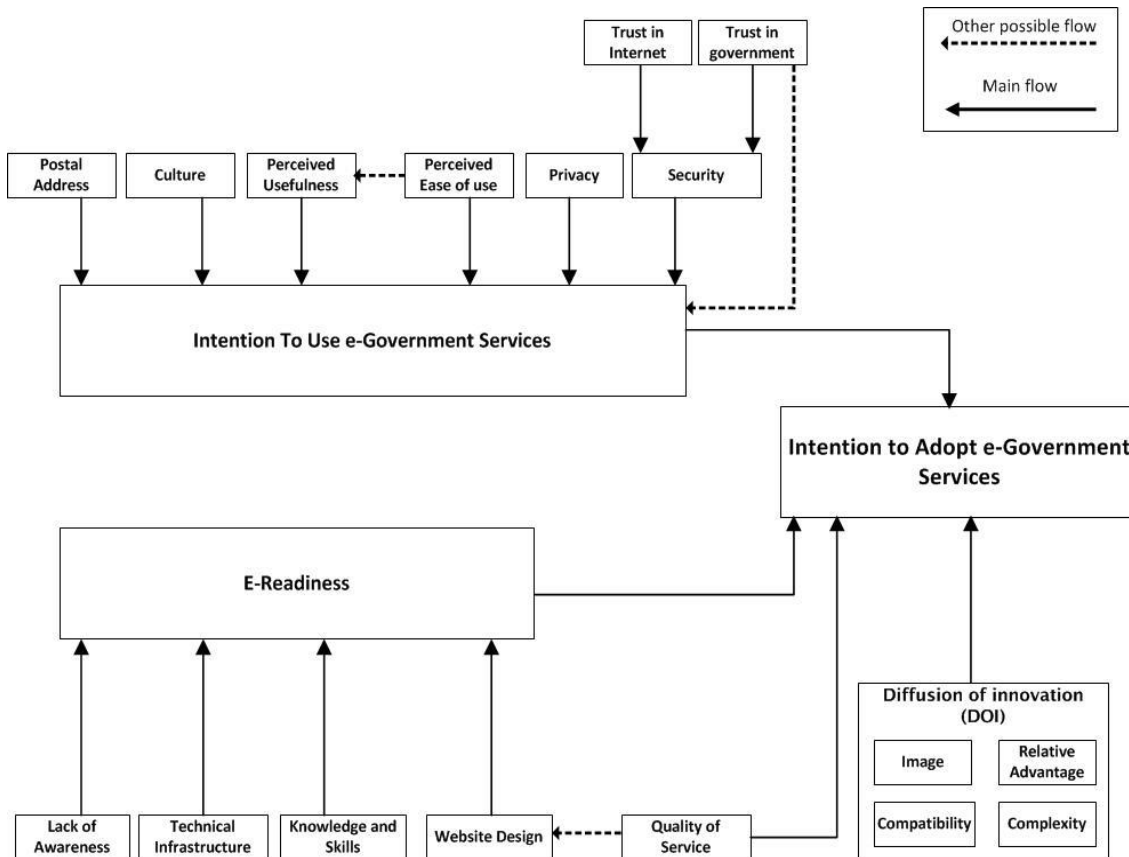 Trust in
Internet
Trust in
government
Other possible flow
Main flow
Postal
Address
Culture
Perceived
Usefulness
Perceived
Ease of use
Privacy
Security
Intention To Use e-Government Services
Intention to Adopt e-Government
Services
E-Readiness
Diffusion of innovation
(DOI)
Image
Relative
Advantage
Compatibility
Complexity
Lack of
Awareness
Technical
Infrastructure
Knowledge and
Skills
Website Design
Quality of
Service